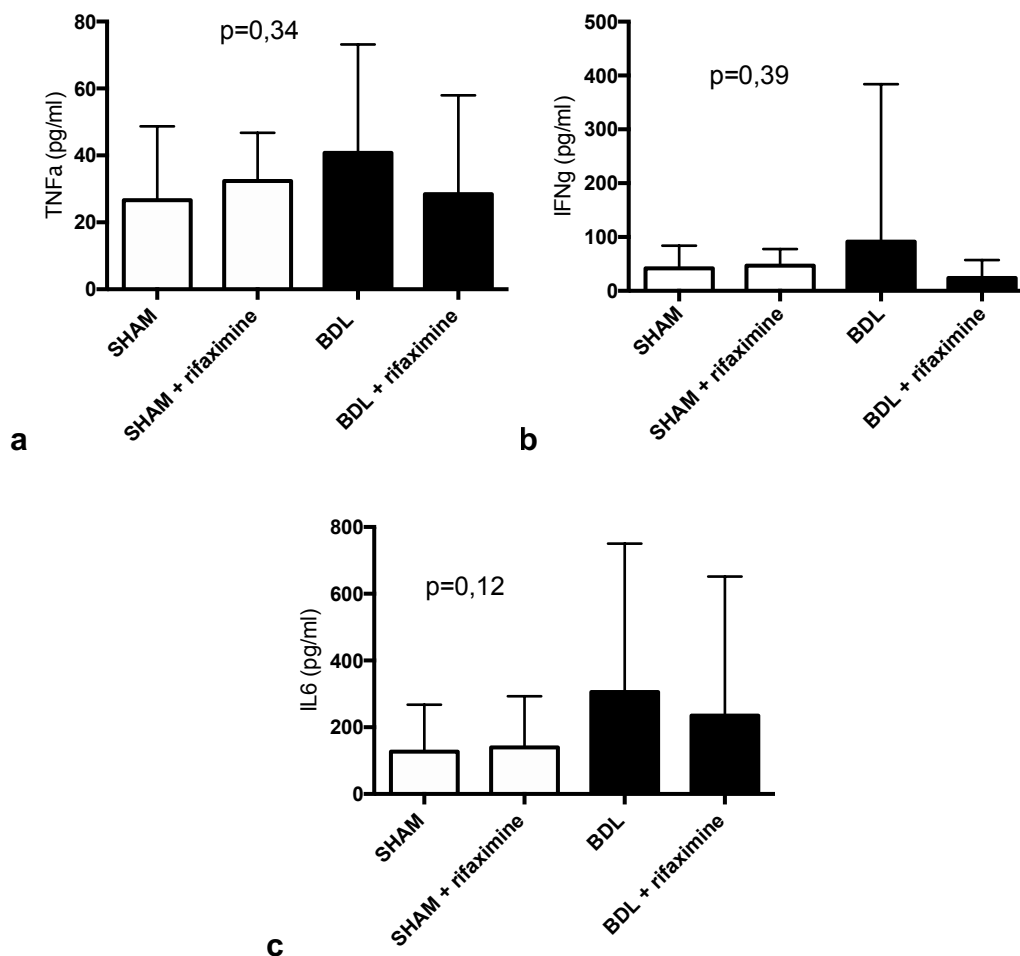 80
60
40
20
0
TNFa (pg/ml)
p=0,34
SHAM
SHAM + rifaximine
BDL
BDL + rifaximine
a
500
400
300
200
100
0
IFNg (pg/ml)
p=0,39
SHAM
SHAM + rifaximine
BDL
BDL + rifaximine
b
800
600
400
200
0
IL6 (pg/ml)
p=0,12
SHAM
SHAM + rifaximine
BDL
BDL + rifaximine
c